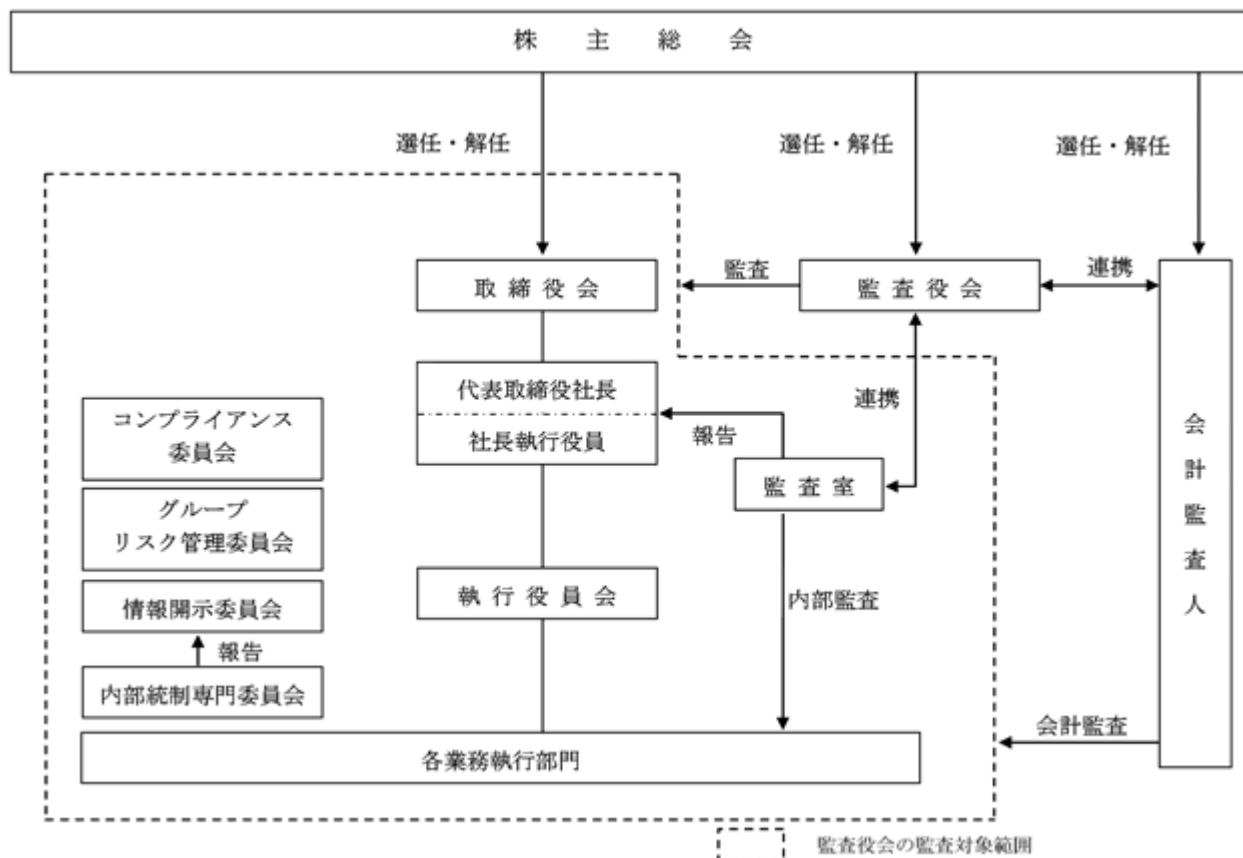 株主総会
選任・解任
選任・解任
選任・解任
取締役会
監査
監査役会
連携
代表取締役社長
社長執行役員
報告
連携
監査室
コンプライアンス
委員会
グループ
リスク管理委員会
情報開示委員会
報告
内部統制専門委員会
執行役員会
内部監査
会計監査人
会計監査
各業務執行部門
監査役会の監査対象範囲